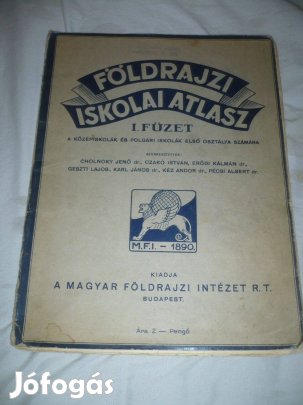 FÖLDRAJZI
ISKOLAI ATLASZ
I. FÜZET
A KÖZÉPISKOLÁK ÉS POLGÁRI ISKOLÁK ELSŐ OSZTÁLYA SZÁMÁRA
SZERKESZTETTÉK:
CHOLNOKY JENŐ dr., CZAKÓ ISTVÁN, ERŐDI KÁLMÁN dr.,
GESZTI LAJOS, KARL JÁNOS dr., KÉZ ANDOR dr., PÉCSI ALBERT dr.
M.F.I. - 1890.
KIADJA
A MAGYAR FÖLDRAJZI INTÉZET R.T.
BUDAPEST.
Ára 2.— Pengő
Jófogás